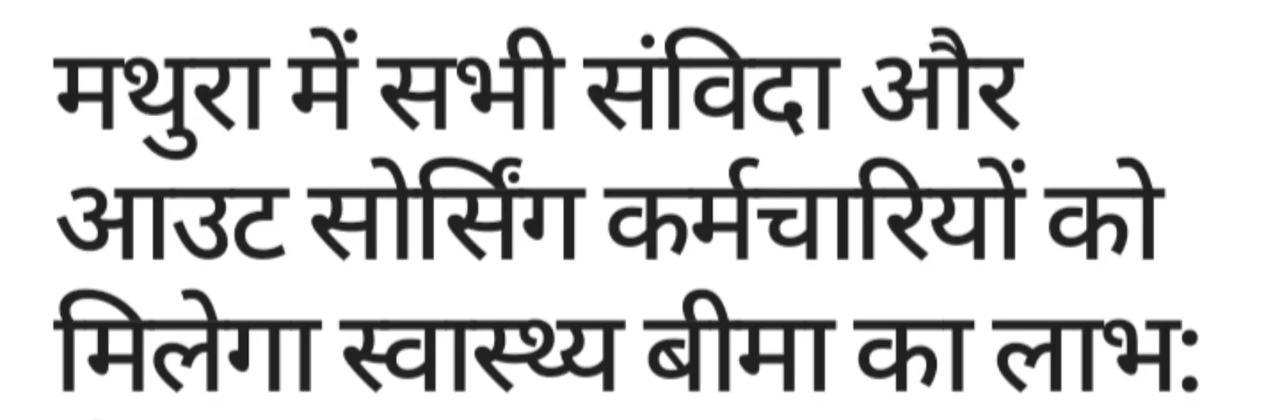 मथुरा में सभी संविदा और
आउट सोर्सिंग कर्मचारियों को
मिलेगा स्वास्थ्य बीमा का लाभ: